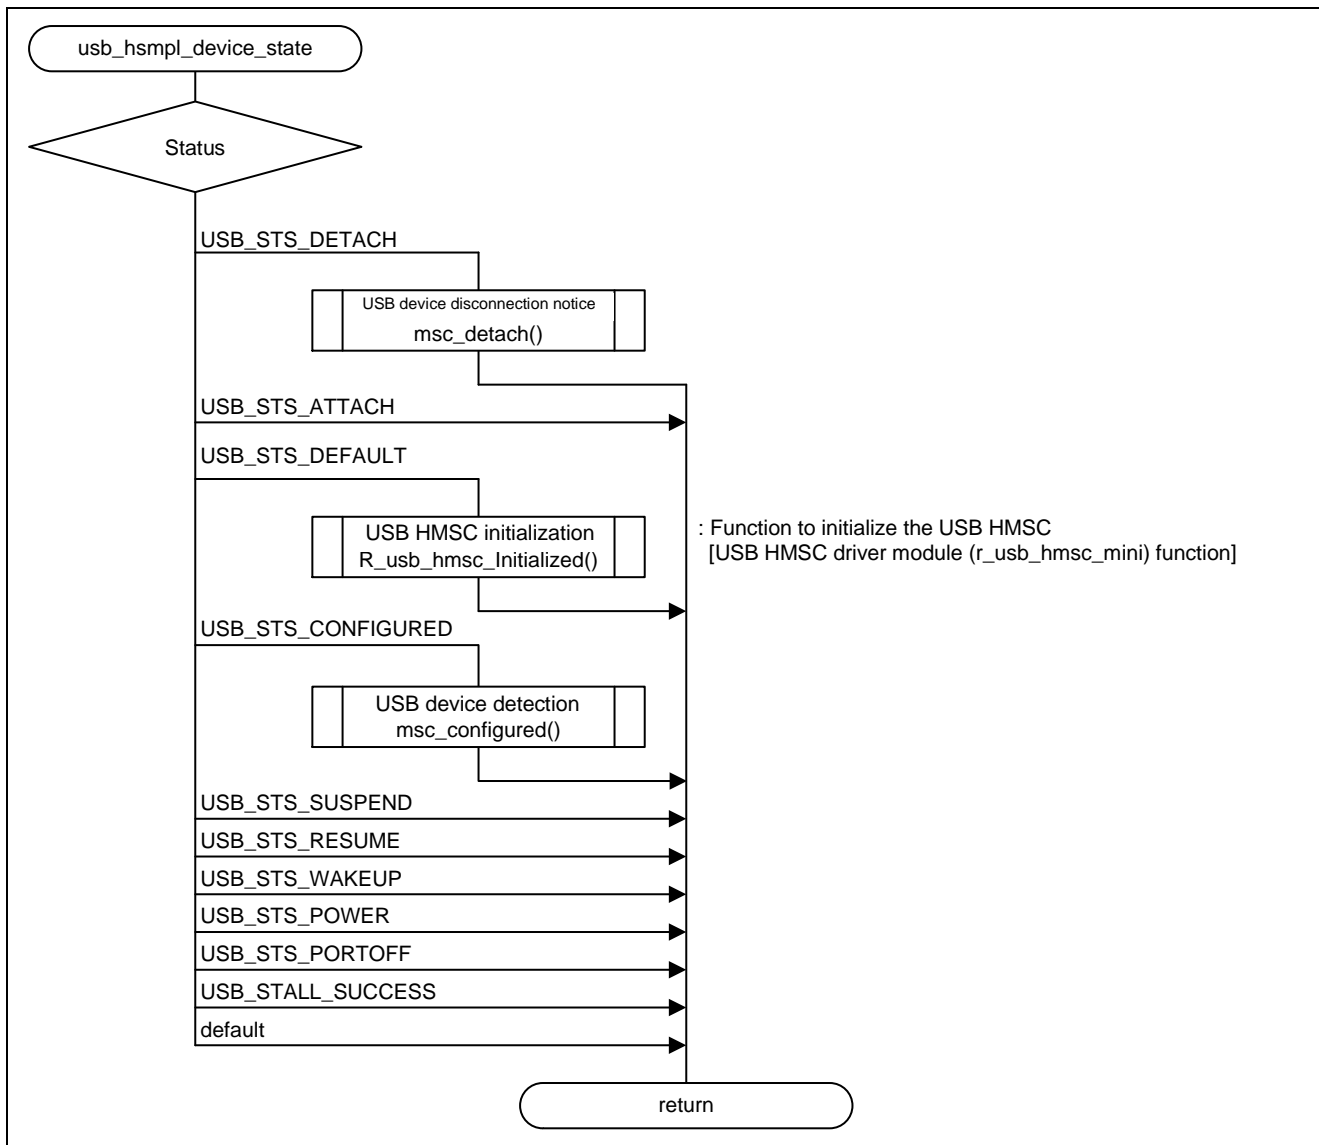 usb_hsmpl_device_state
Status
USB_STS_DETACH
USB device disconnection notice
msc_detach()
USB_STS_ATTACH
USB_STS_DEFAULT
USB HMSC initialization
R_usb_hmsc_Initialized()
: Function to initialize the USB HMSC
[USB HMSC driver module (r_usb_hmsc_mini) function]
USB_STS_CONFIGURED
USB device detection
msc_configured()
USB_STS_SUSPEND
USB_STS_RESUME
USB_STS_WAKEUP
USB_STS_POWER
USB_STS_PORTOFF
USB_STALL_SUCCESS
default
return